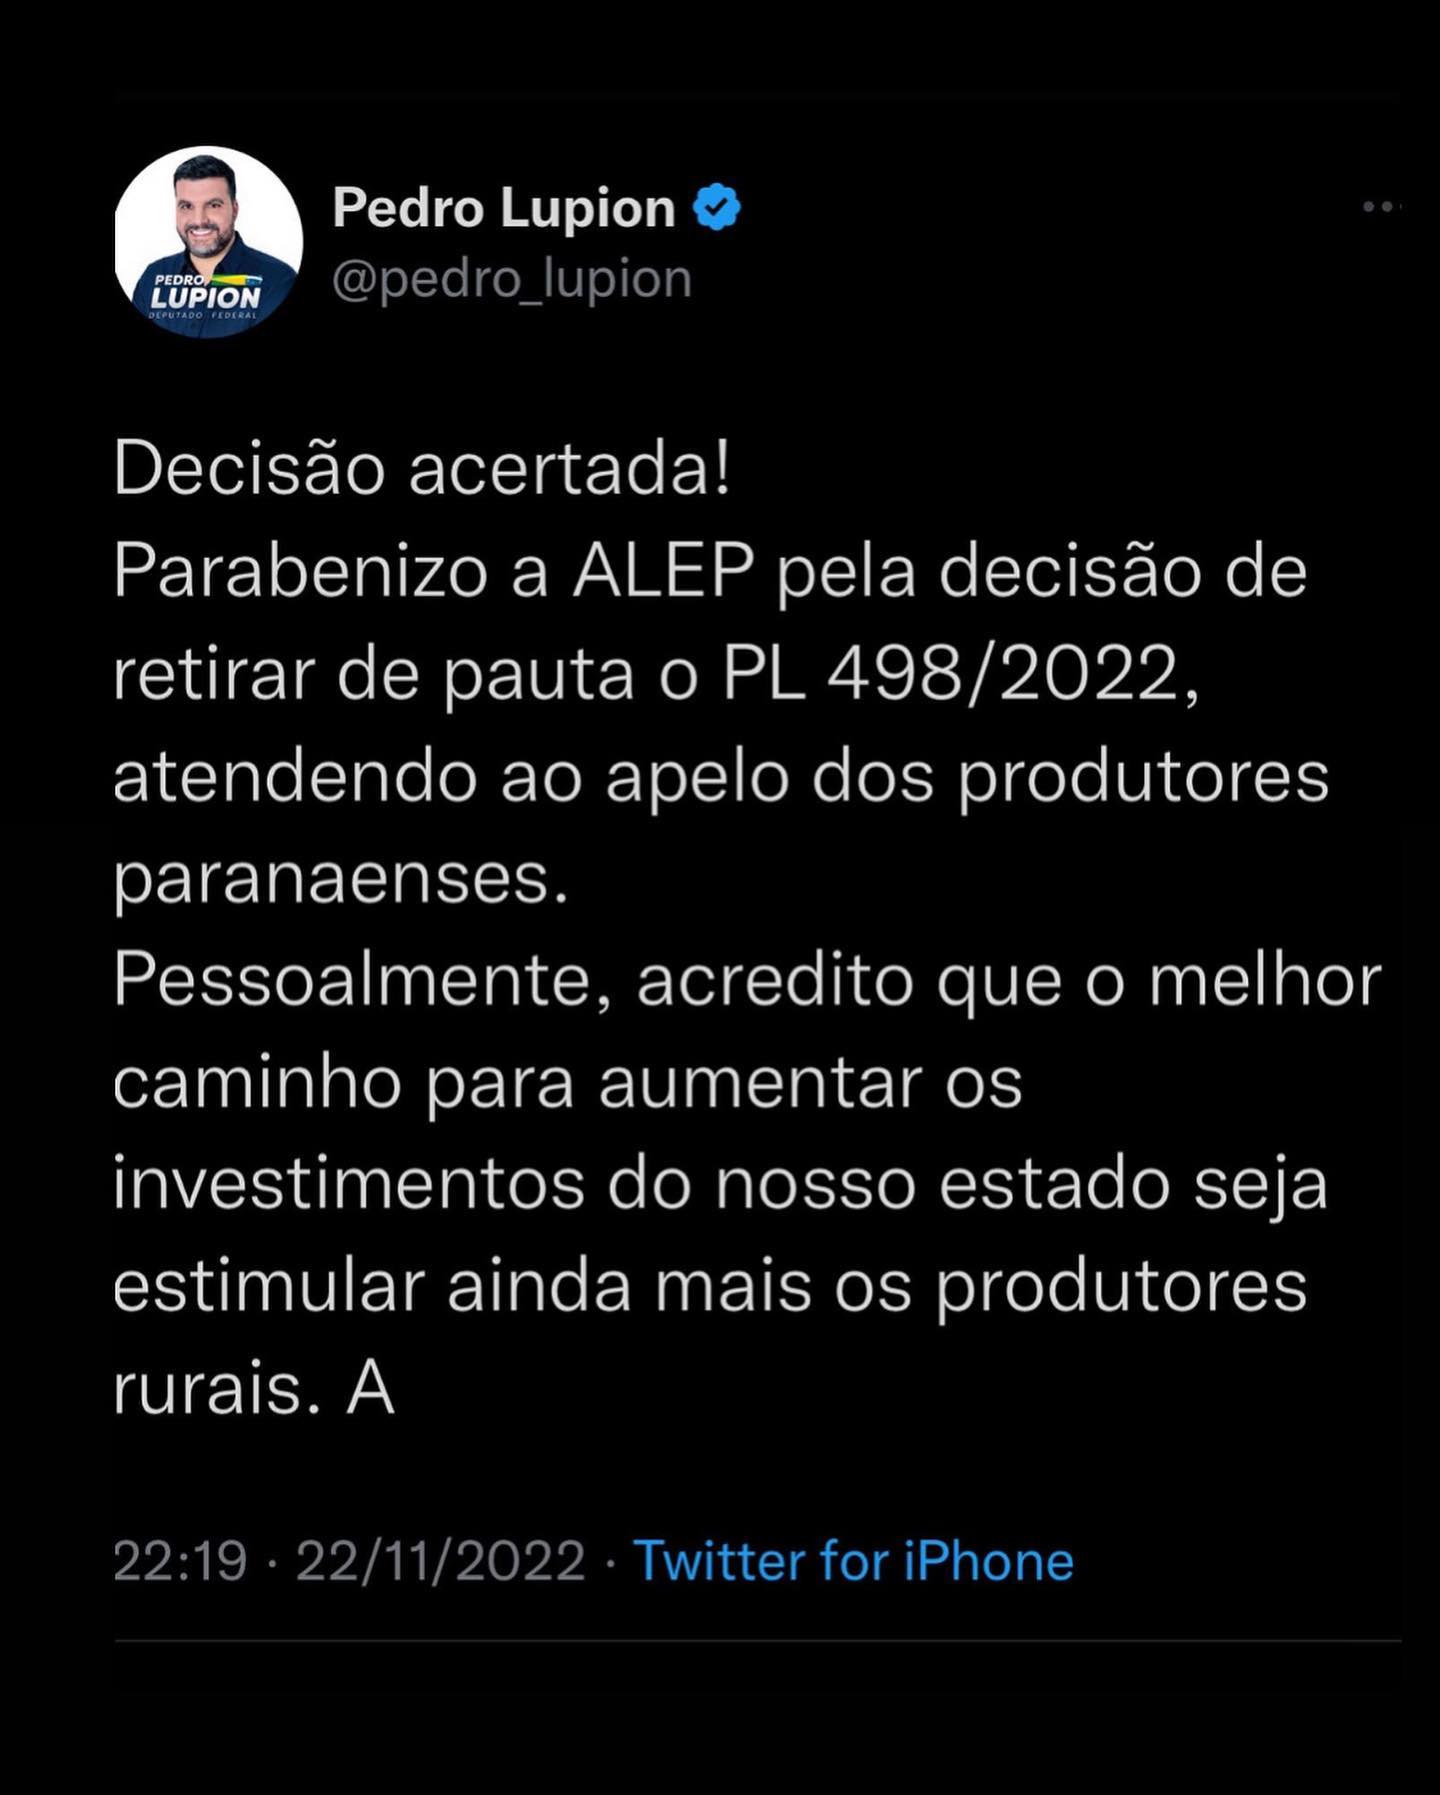 Pedro Lupion
@pedro_lupion
PEDRO
LUPION
DEPUTADO FEDERAL
Decisão acertada!
Parabenizo a ALEP pela decisão de
retirar de pauta o PL 498/2022,
atendendo ao apelo dos produtores
paranaenses.
Pessoalmente, acredito que o melhor
caminho para aumentar os
investimentos do nosso estado seja
estimular ainda mais os produtores
rurais. A
22:19 · 22/11/2022 · Twitter for iPhone